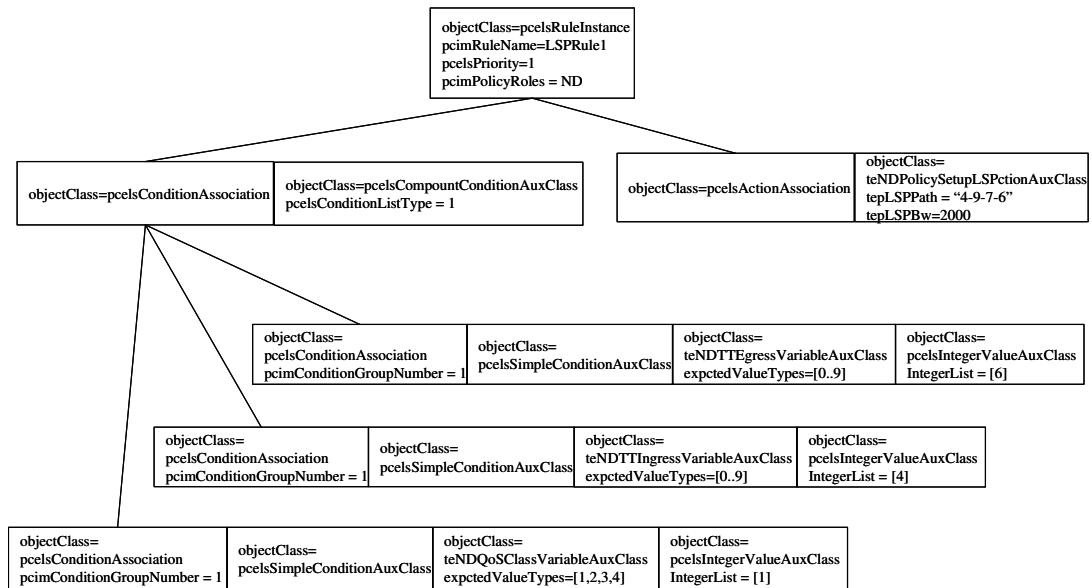 objectClass=pcelsRuleInstance
pcimRuleName=LSPRule1
pcelsPriority=1
pcimPolicyRoles = ND
objectClass=pcelsConditionAssociation
objectClass=pcelsCompountConditionAuxClass
pcelsConditionListType = 1
objectClass=pcelsActionAssociation
objectClass=
teNDPolicySetupLSPctionAuxClass
tepLSPPath = “4-9-7-6”
tepLSPBw=2000
objectClass=
pcelsConditionAssociation
pcimConditionGroupNumber = 1
objectClass=
pcelsSimpleConditionAuxClass
objectClass=
teNDTTEgressVariableAuxClass
expctedValueTypes=[0..9]
objectClass=
pcelsIntegerValueAuxClass
IntegerList = [6]
objectClass=
pcelsConditionAssociation
pcimConditionGroupNumber = 1
objectClass=
pcelsSimpleConditionAuxClass
objectClass=
teNDTTIngressVariableAuxClass
expctedValueTypes=[0..9]
objectClass=
pcelsIntegerValueAuxClass
IntegerList = [4]
objectClass=
pcelsConditionAssociation
pcimConditionGroupNumber = 1
objectClass=
pcelsSimpleConditionAuxClass
objectClass=
teNDQoSClassVariableAuxClass
expctedValueTypes=[1,2,3,4]
objectClass=
pcelsIntegerValueAuxClass
IntegerList = [1]